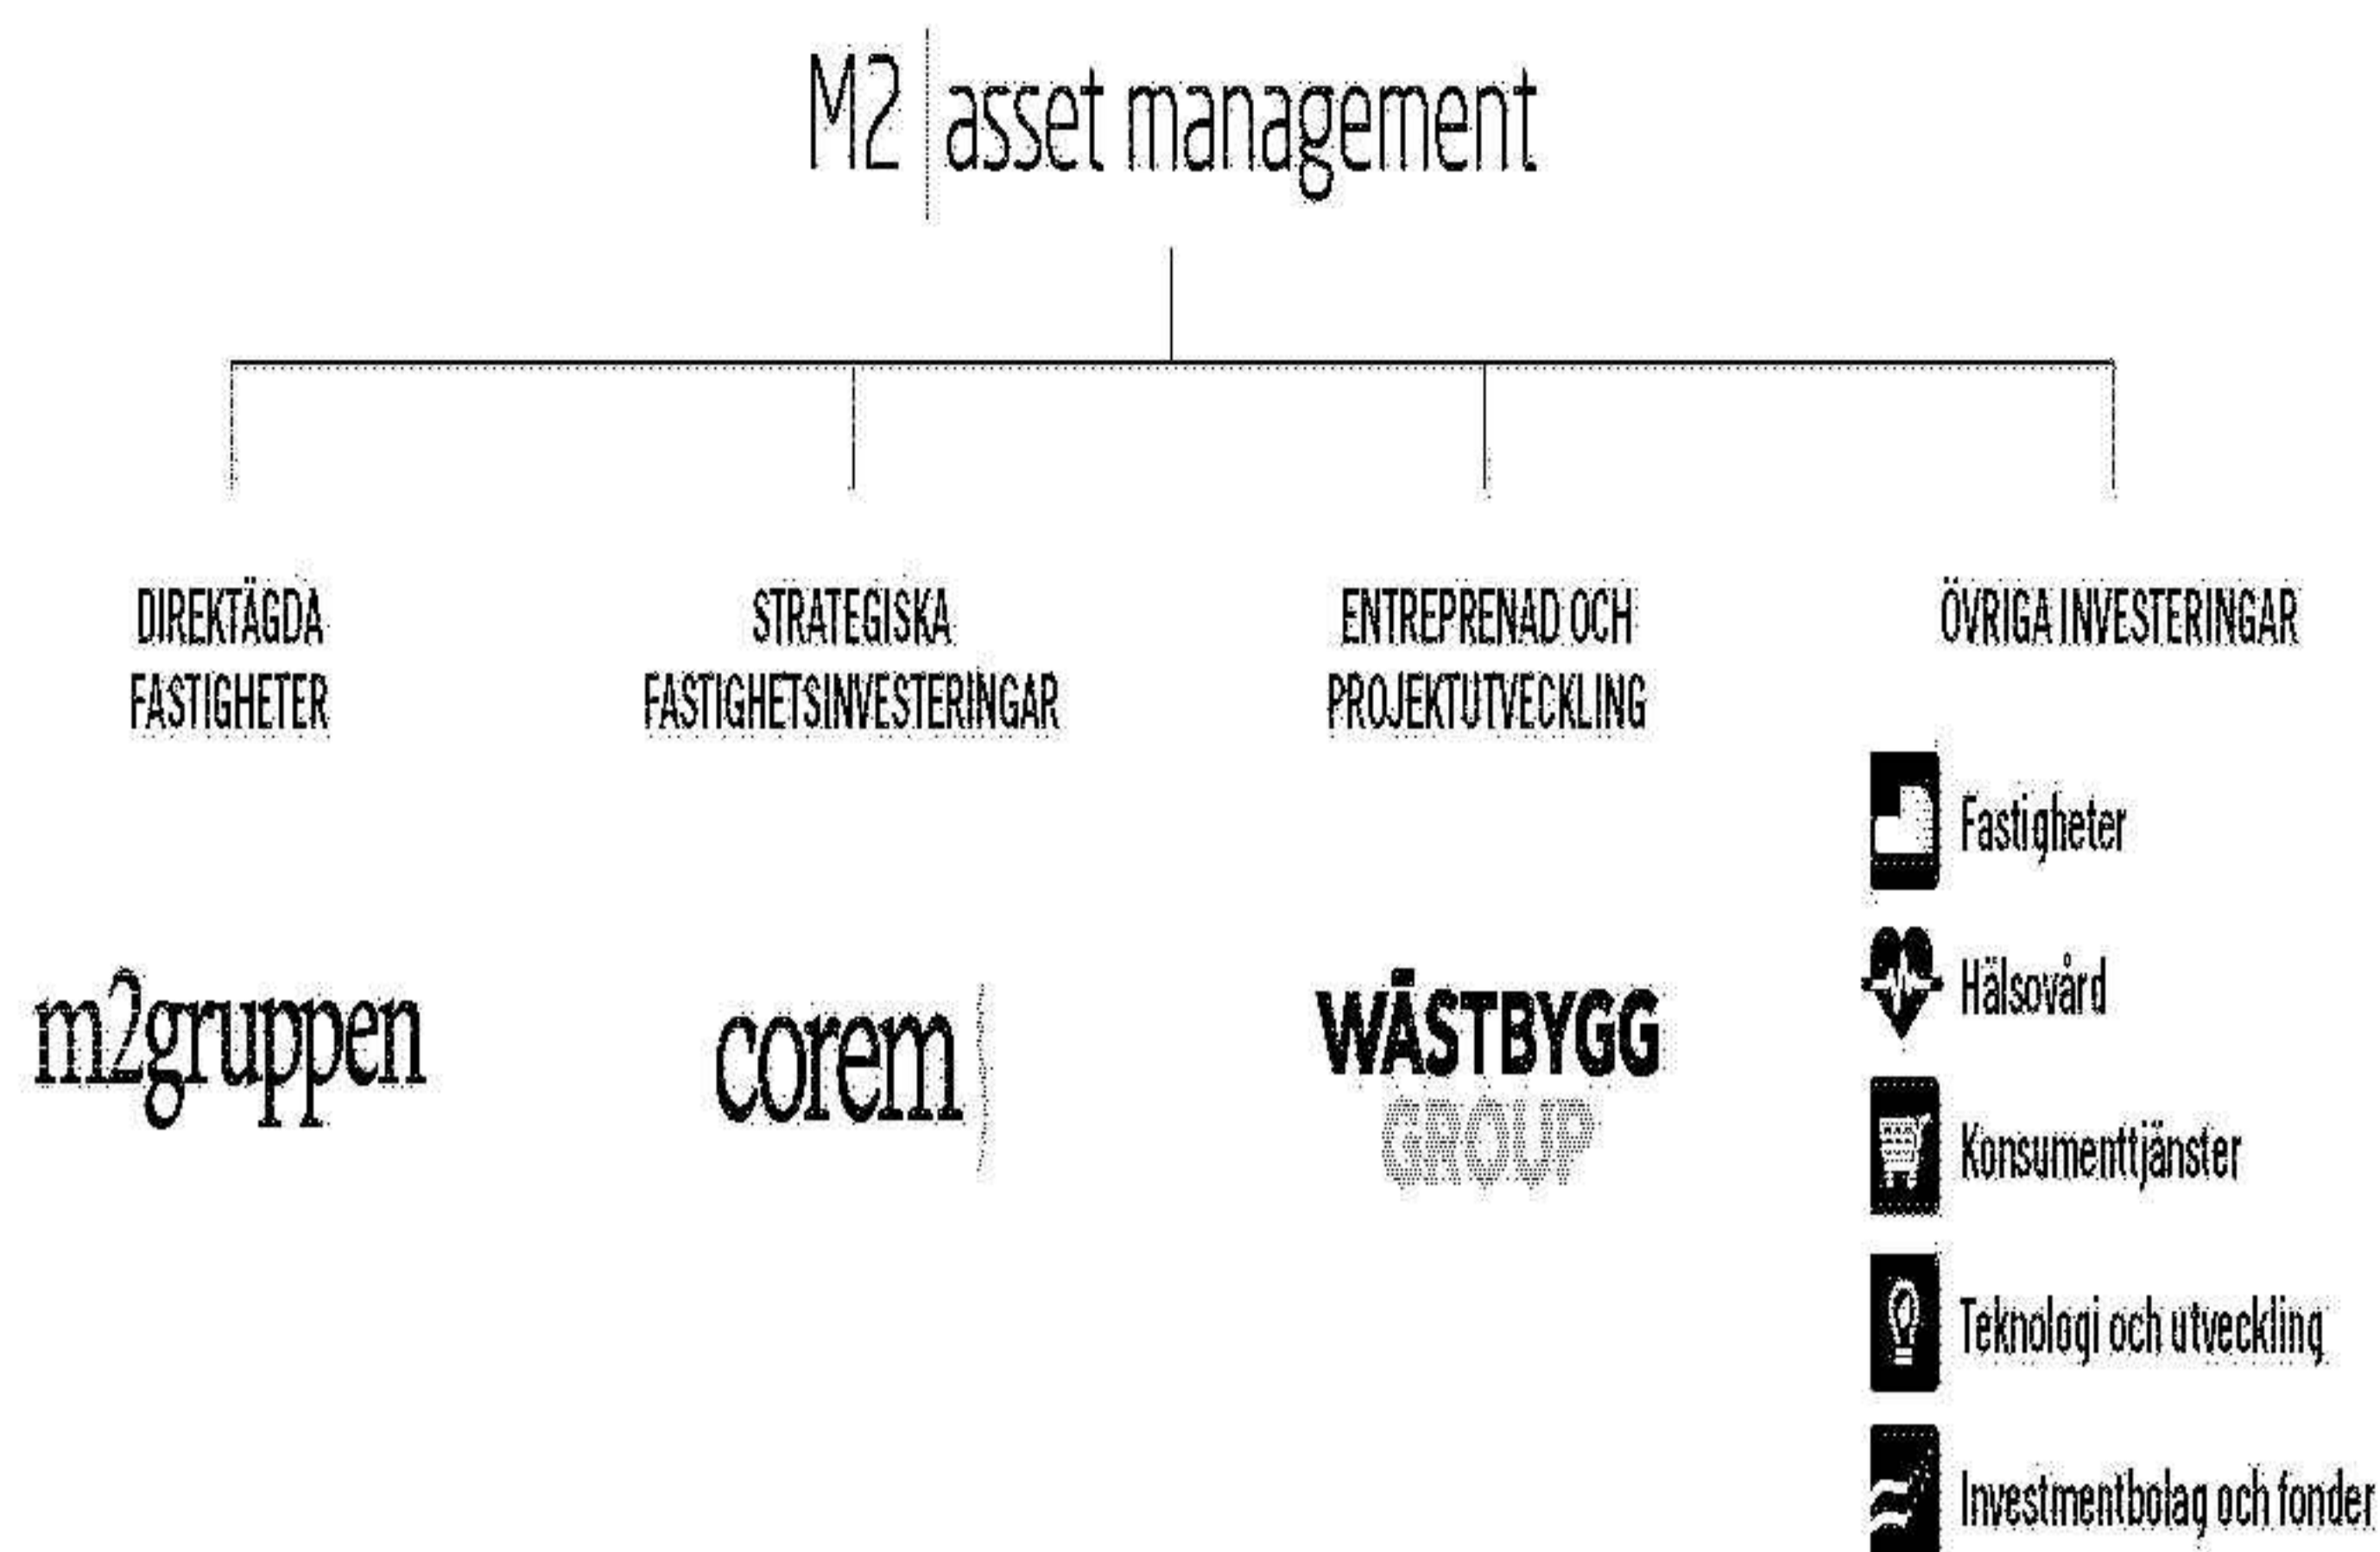 M2 | asset management
DIREKTÄGDA
FASTIGHETER
m2gruppen
STRATEGISKA
FASTIGHETSINVESTERINGAR
corem
ENTREPRENAD OCH
PROJEKTUTVECKLING
WÄSTBYGG
GROUP
ÖVRIGA INVESTERINGAR
Fastigheter
Hälsovård
Konsumenttjänster
Teknologi och utveckling
Investmentbolag och fonder